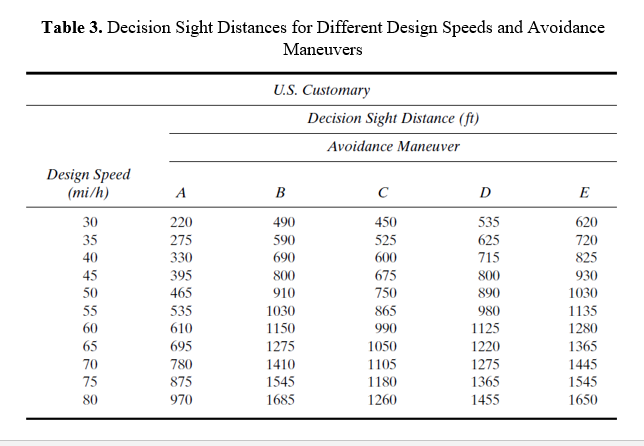 Table 3. Decision Sight Distances for Different Design Speeds and Avoidance
Maneuvers
U.S. Customary
Decision Sight Distance (ft)
Avoidance Maneuver
Design Speed
(mi/h) A B C D E
30 220 490 450 535 620
35 275 590 525 625 720
40 330 690 600 715 825
45 395 800 675 800 930
50 465 910 750 890 1030
55 535 1030 865 980 1135
60 610 1150 990 1125 1280
65 695 1275 1050 1220 1365
70 780 1410 1105 1275 1445
75 875 1545 1180 1365 1545
80 970 1685 1260 1455 1650